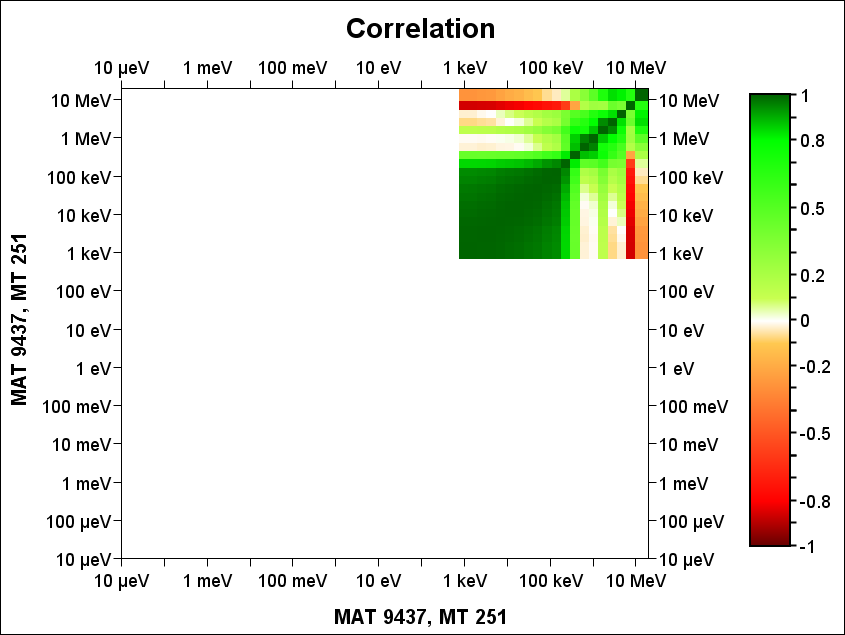 Correlation
10 µeV 1 meV 100 meV 10 eV 1 keV 100 keV 10 MeV
10 MeV 10 MeV 1
1 MeV 1 MeV 0.8
100 keV 100 keV
10 keV 10 keV 0.5
1 keV 1 keV 0.2
100 eV 100 eV
10 eV 10 eV 0
1 eV 1 eV -0.2
100 meV 100 meV
10 meV 10 meV -0.5
1 meV 1 meV -0.8
100 µeV 100 µeV
10 µeV 10 µeV -1
10 µeV 1 meV 100 meV 10 eV 1 keV 100 keV 10 MeV
MAT 9437, MT 251
MAT 9437, MT 251